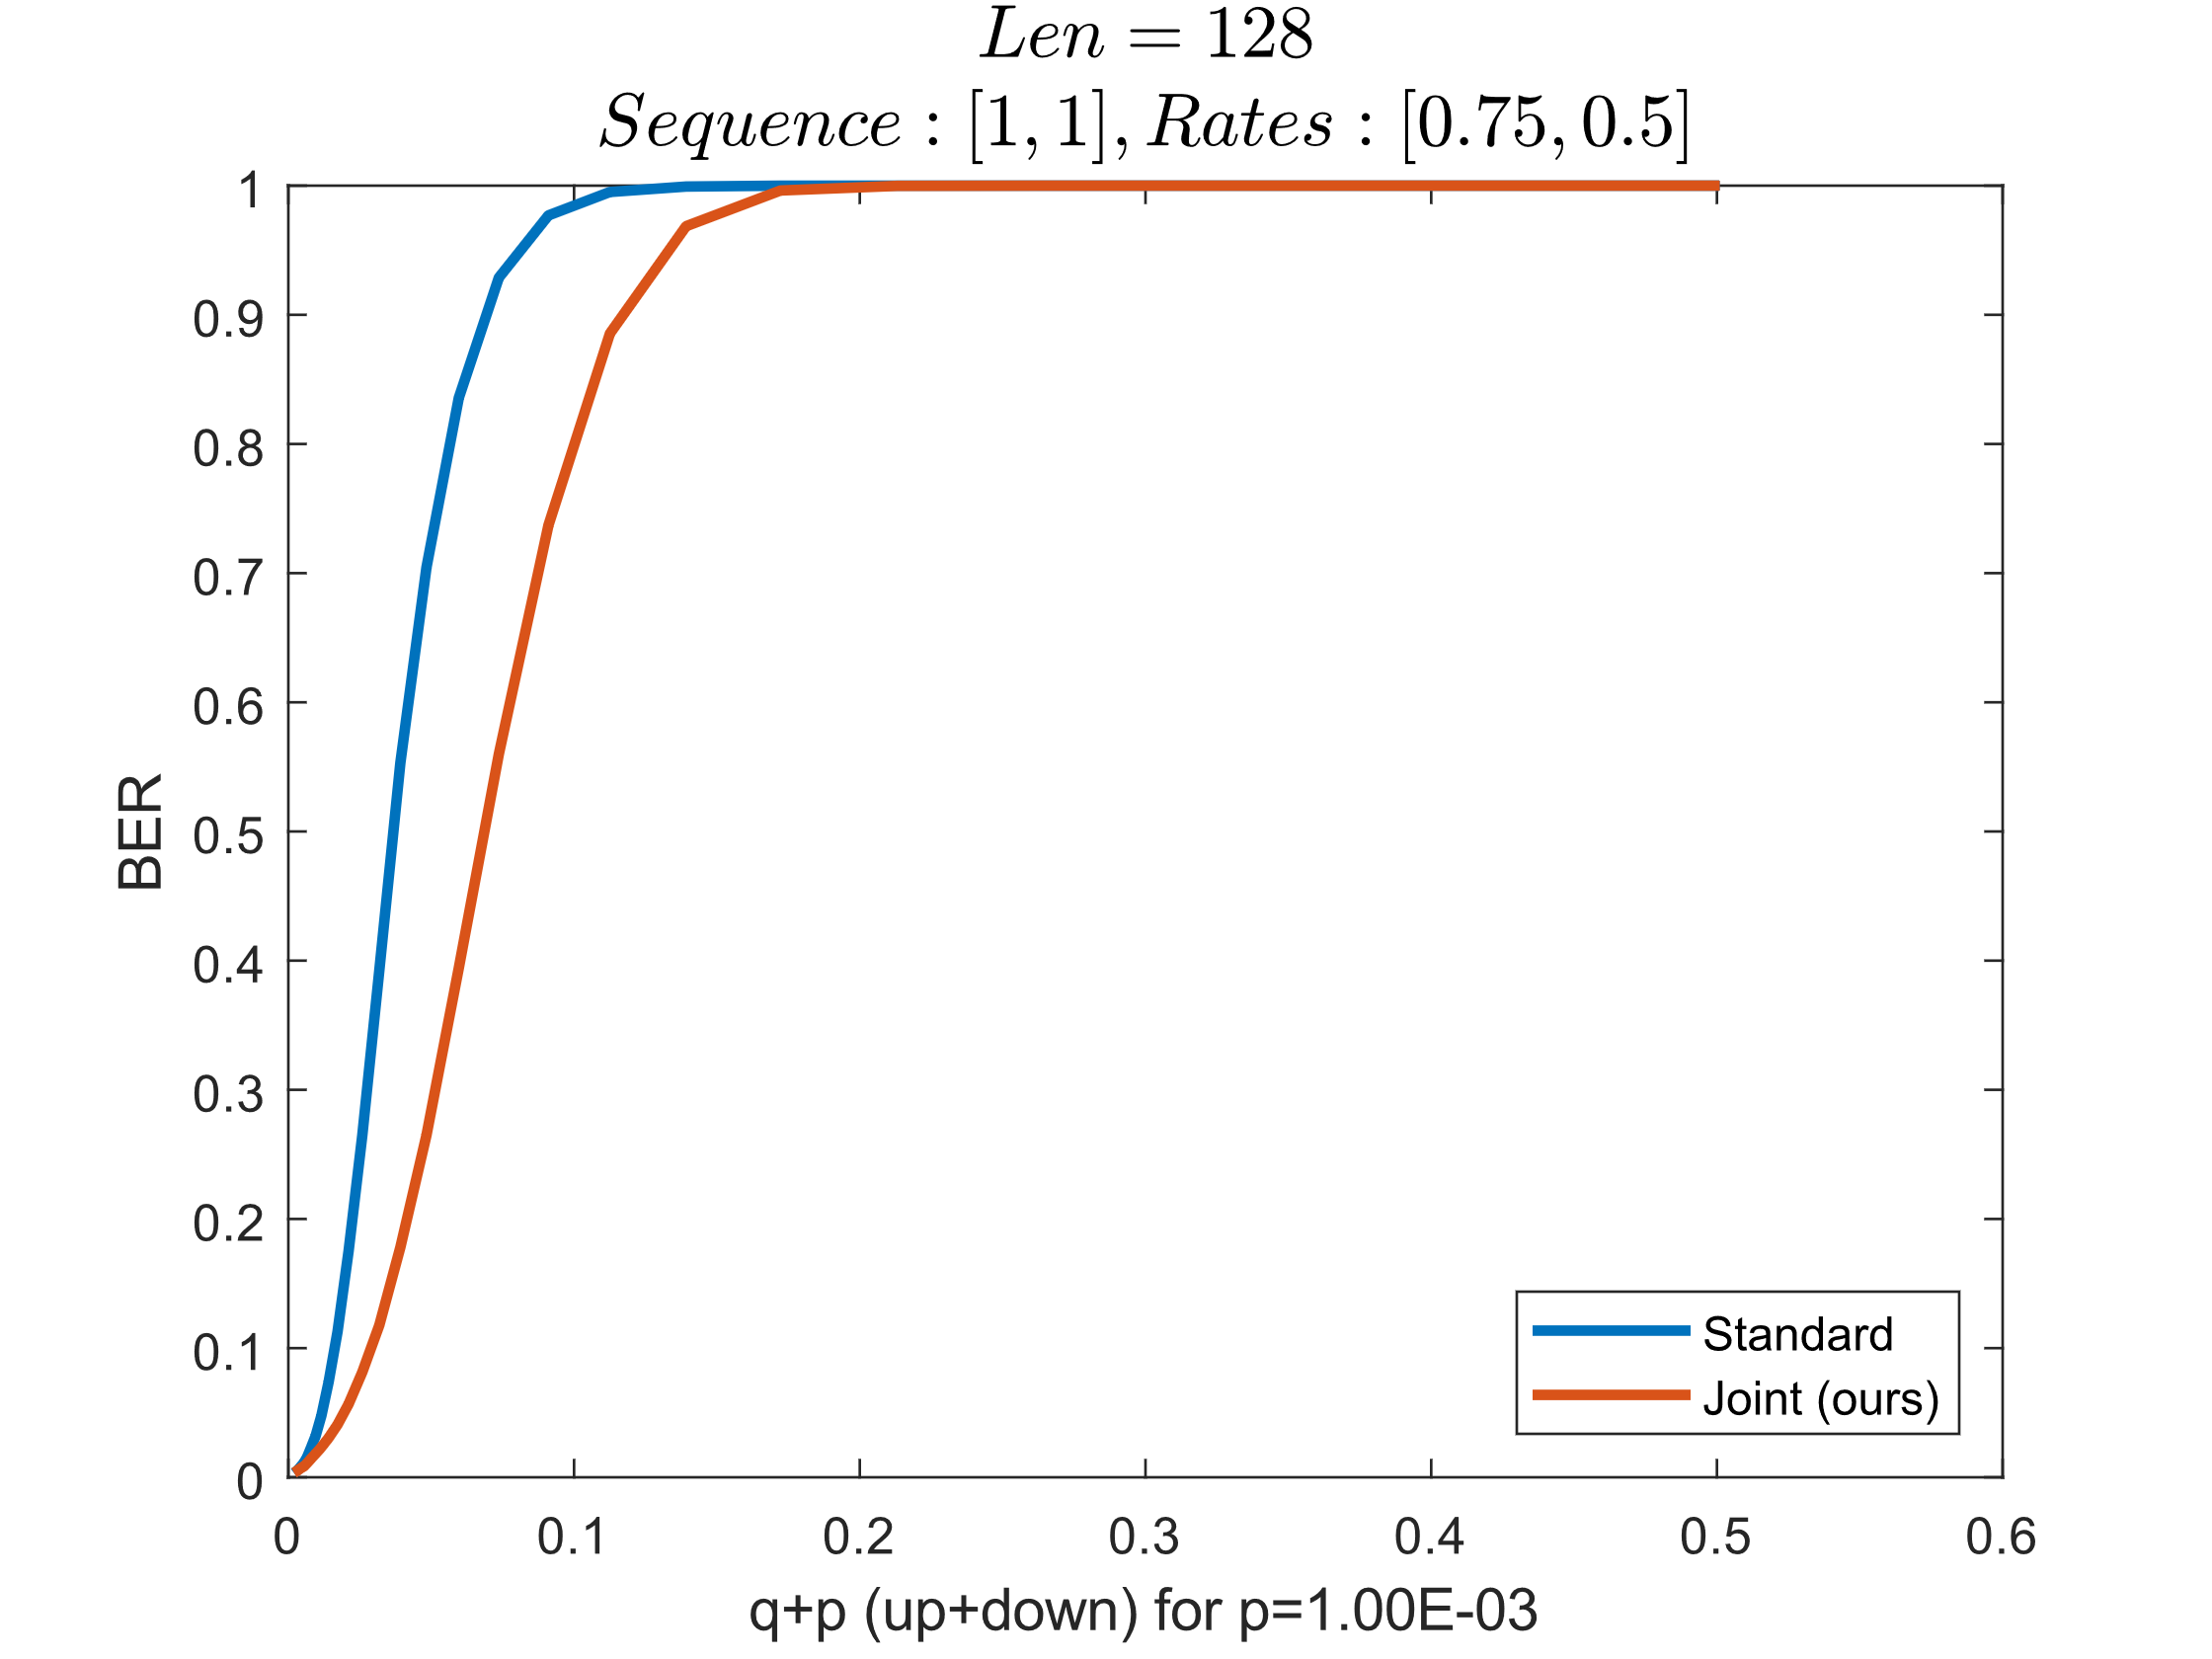 Len = 128
Sequence : [1, 1], Rates : [0.75, 0.5]
1
0.9
0.8
0.7
0.6
0.5
0.4
0.3
0.2
0.1
0
BER
Standard
Joint (ours)
0 0.1 0.2 0.3 0.4 0.5 0.6
q+p (up+down) for p=1.00E-03